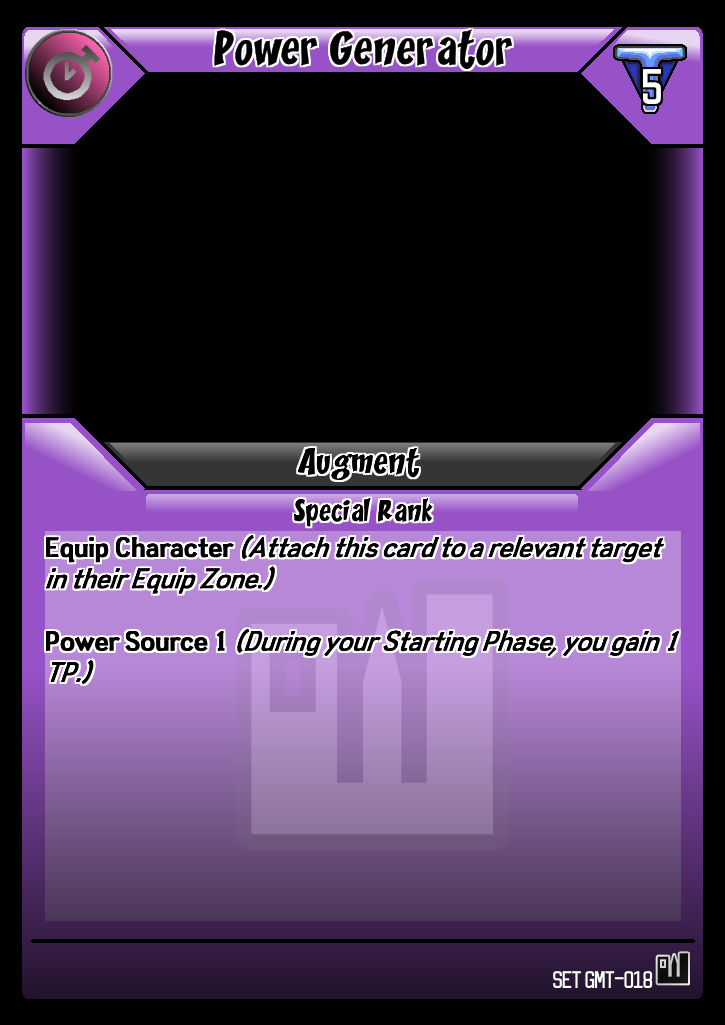 Power Generator
5
Augment
Special Rank
Equip Character (Attach this card to a relevant target
in their Equip Zone.)
Power Source 1 (During your Starting Phase, you gain 1
TP.)
SET GMT-018